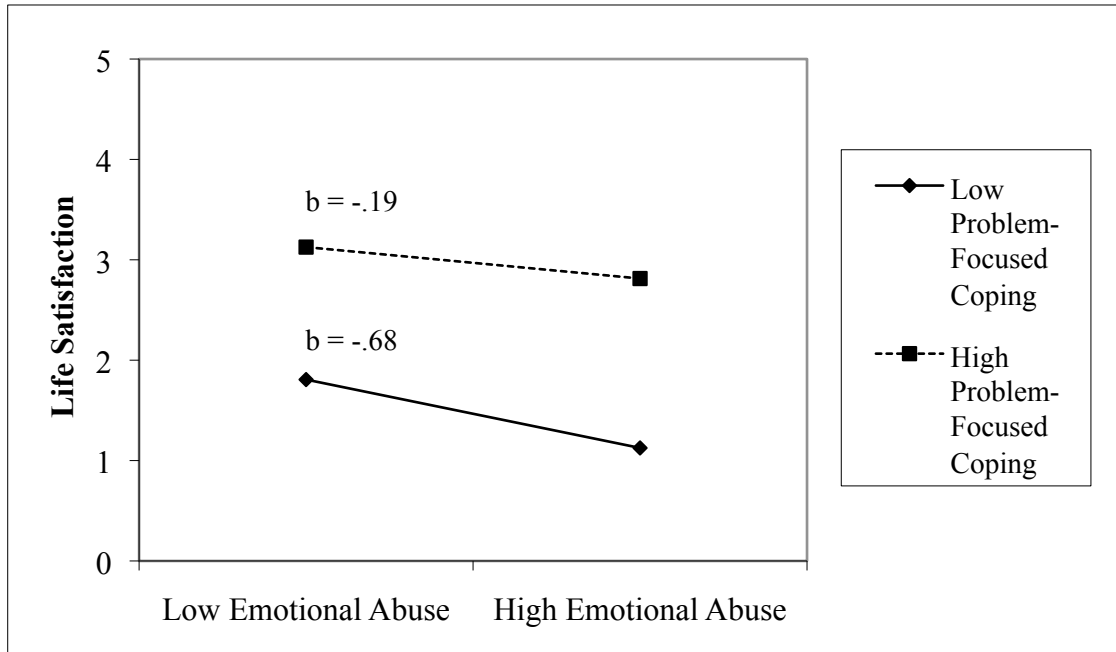 5
4
3
2
1
0
Life Satisfaction
b = -.19
b = -.68
Low Emotional Abuse
High Emotional Abuse
Low
Problem-
Focused
Coping
High
Problem-
Focused
Coping